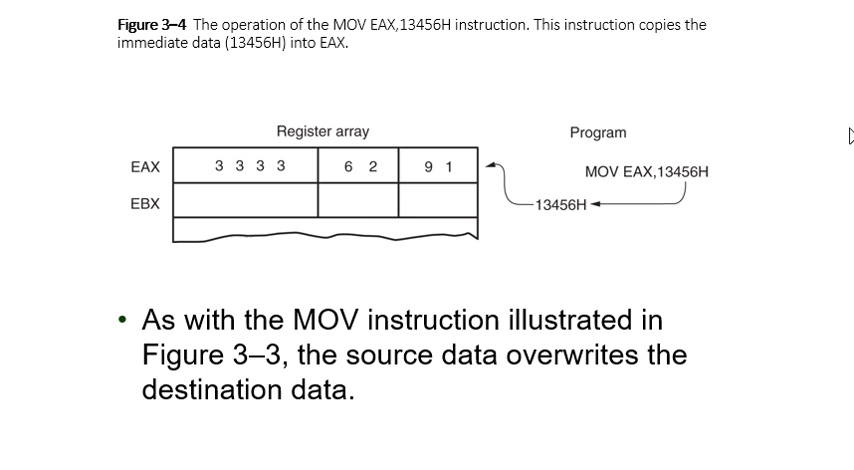 Figure 3–4 The operation of the MOV EAX,13456H instruction. This instruction copies the
immediate data (13456H) into EAX.
Register array
Program
EAX 3 3 3 3 6 2 9 1
MOV EAX,13456H
EBX
13456H
• As with the MOV instruction illustrated in
Figure 3–3, the source data overwrites the
destination data.